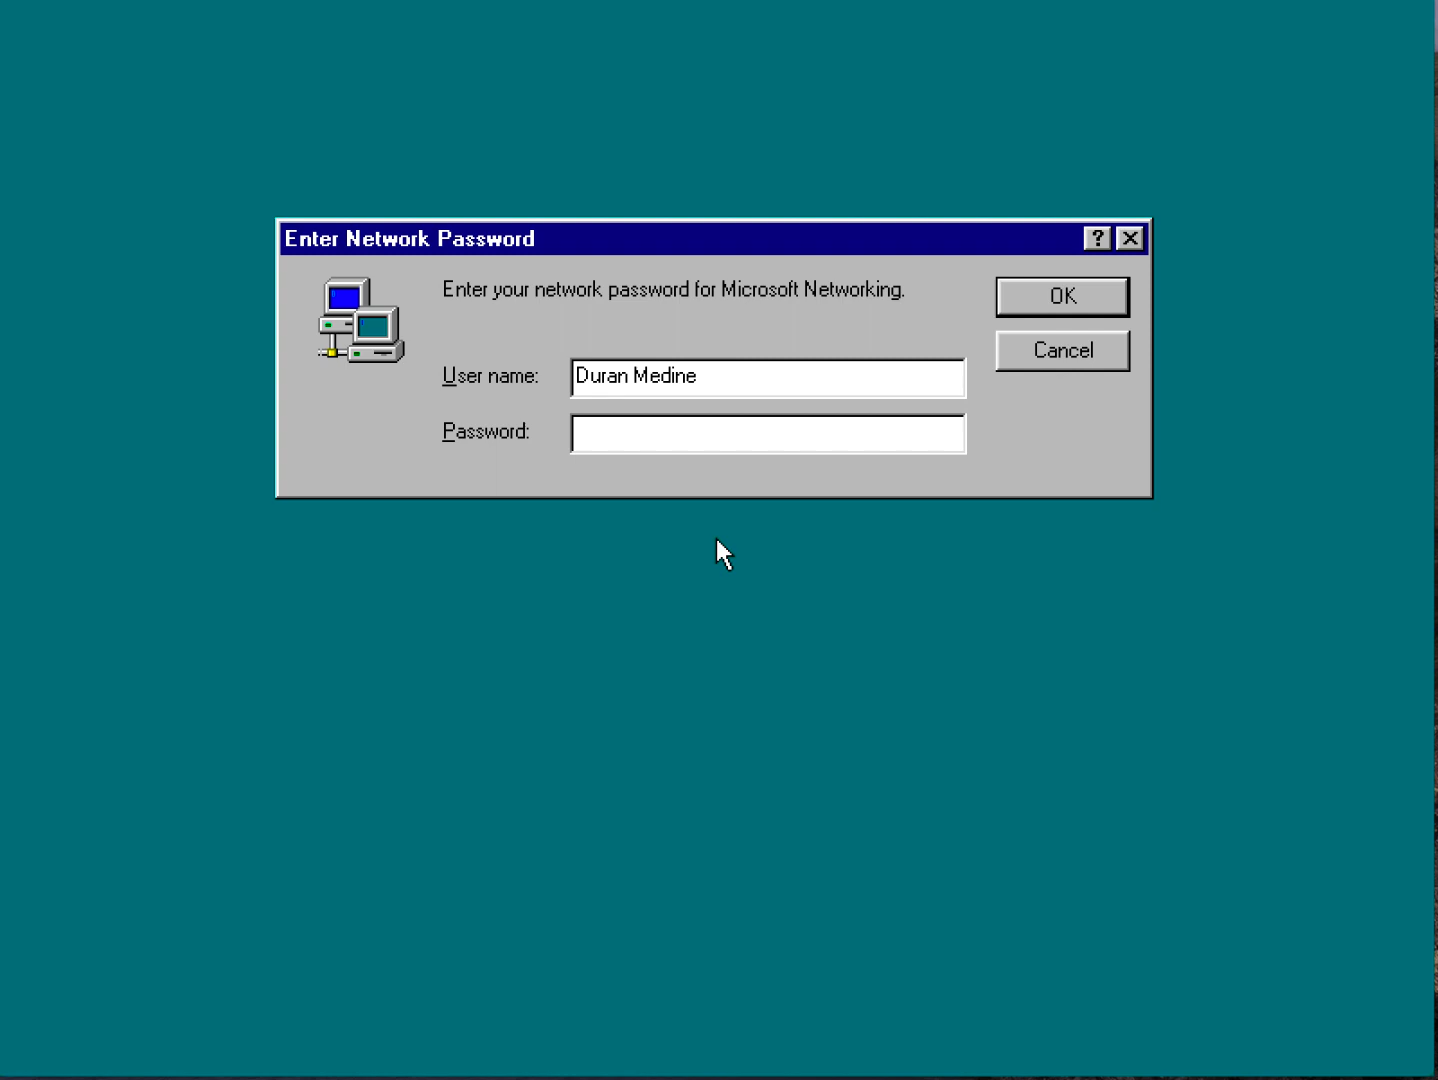 Enter Network Password
Enter your network password for Microsoft Networking.
OK
Cancel
User name: Duran Medine
Password: